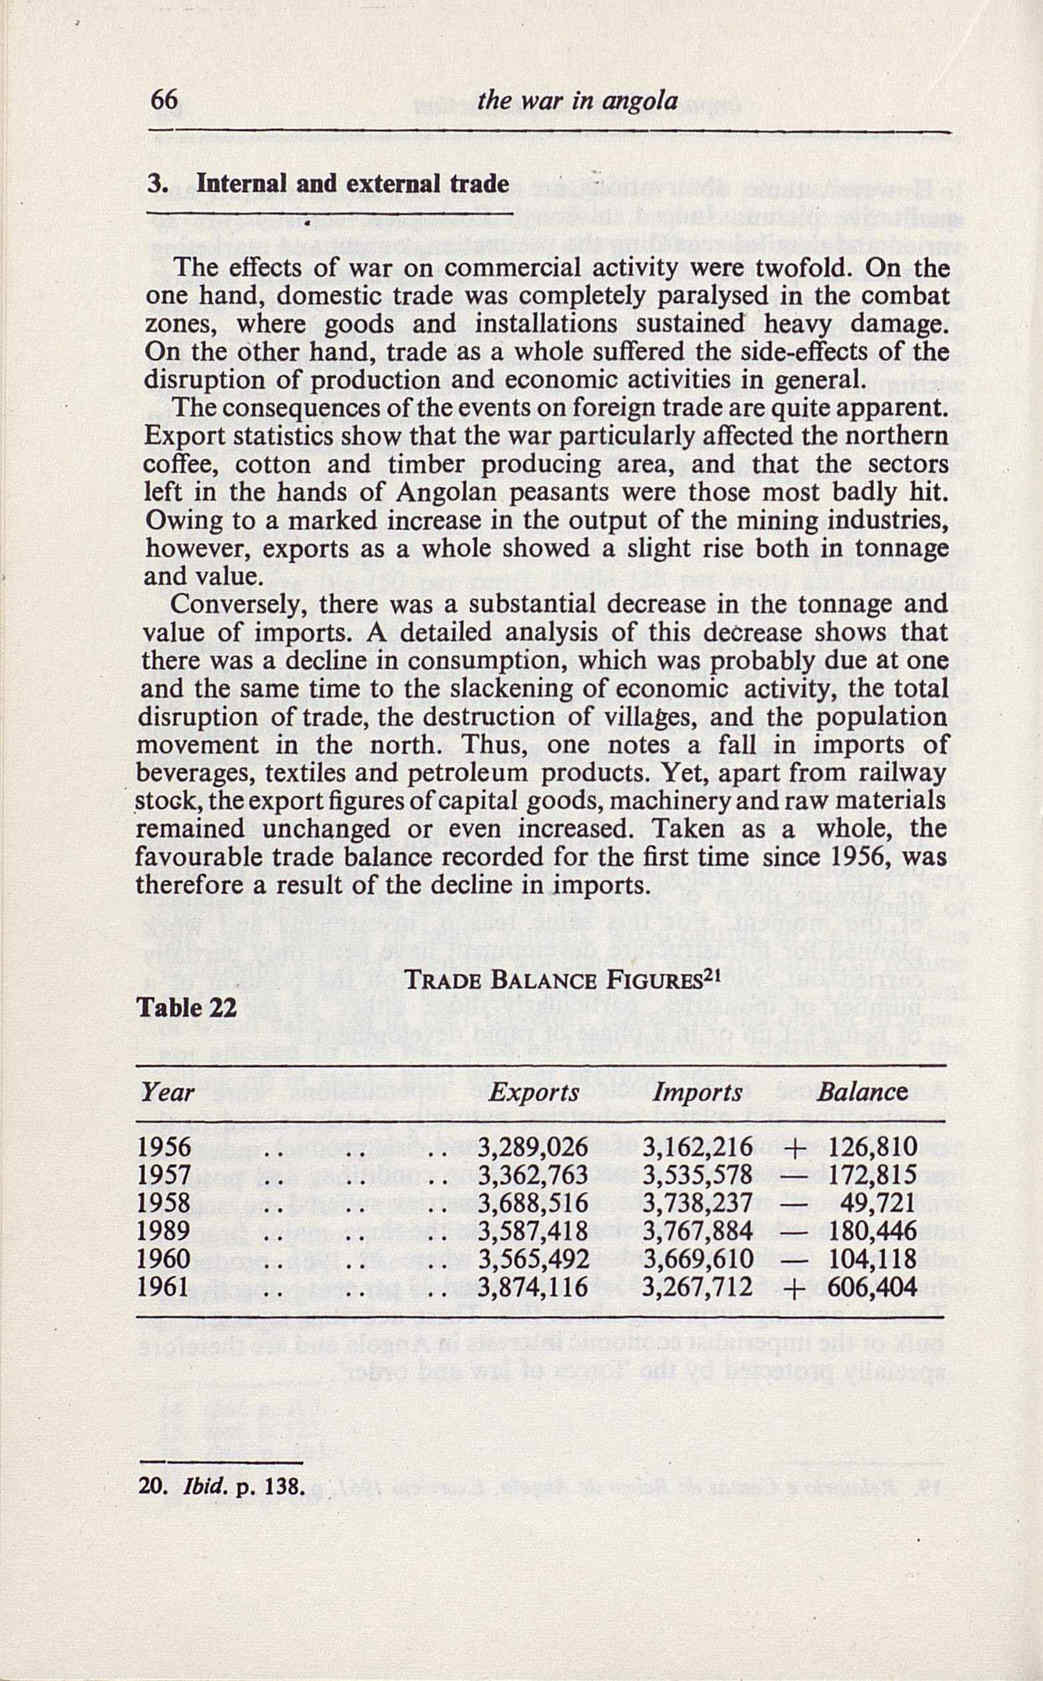 66 the war in angola
3. Internal and external trade
The effects of war on commercial activity were twofold. On the
one hand, domestic trade was completely paralysed in the combat
zones, where goods and installations sustained heavy damage.
On the other hand, trade as a whole suffered the side-effects of the
disruption of production and economic activities in general.
The consequences of the events on foreign trade are quite apparent.
Export statistics show that the war particularly affected the northern
coffee, cotton and timber producing area, and that the sectors
left in the hands of Angolan peasants were those most badly hit.
Owing to a marked increase in the output of the mining industries,
however, exports as a whole showed a slight rise both in tonnage
and value.
Conversely, there was a substantial decrease in the tonnage and
value of imports. A detailed analysis of this decrease shows that
there was a decline in consumption, which was probably due at one
and the same time to the slackening of economic activity, the total
disruption of trade, the destruction of villages, and the population
movement in the north. Thus, one notes a fall in imports of
beverages, textiles and petroleum products. Yet, apart from railway
stock, the export figures of capital goods, machinery and raw materials
remained unchanged or even increased. Taken as a whole, the
favourable trade balance recorded for the first time since 1956, was
therefore a result of the decline in imports.
TRADE BALANCE FIGURES²¹
Table 22
Year Exports Imports Balance
1956 .. .. .. 3,289,026 3,162,216 + 126,810
1957 .. .. .. 3,362,763 3,535,578 — 172,815
1958 .. .. .. 3,688,516 3,738,237 — 49,721
1989 .. .. .. 3,587,418 3,767,884 — 180,446
1960 .. .. .. 3,565,492 3,669,610 — 104,118
1961 .. .. .. 3,874,116 3,267,712 + 606,404
20. Ibid. p. 138.